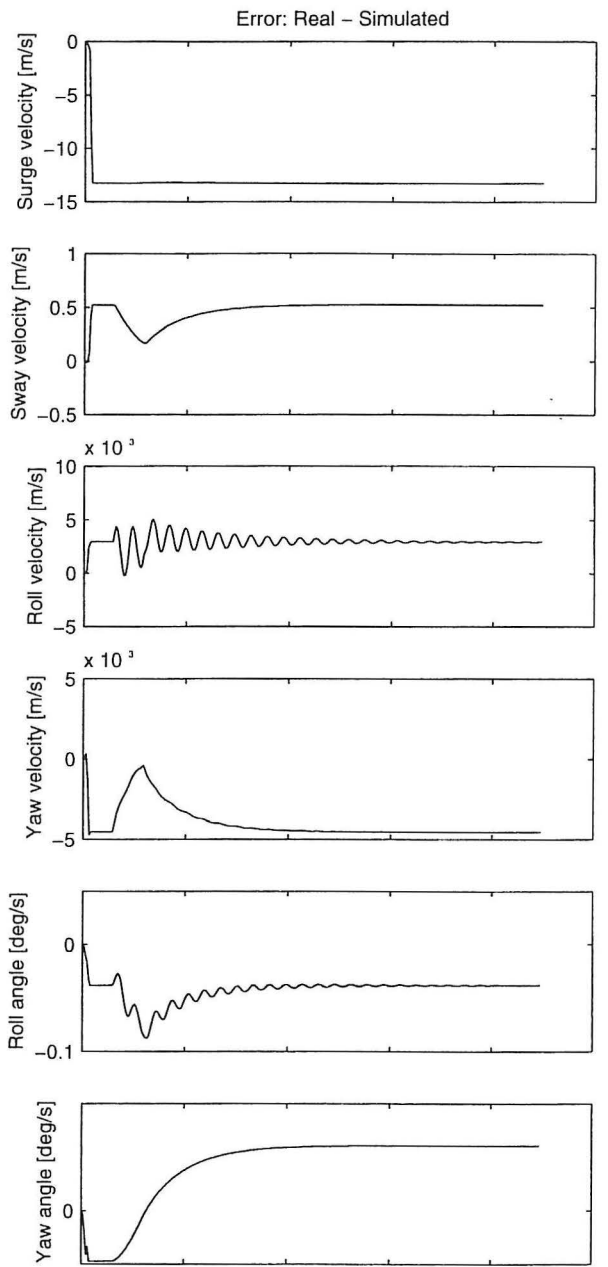 Error: Real – Simulated
Surge velocity [m/s]
0
−5
−10
−15
Sway velocity [m/s]
1
0.5
0
−0.5
x 10 ³
Roll velocity [m/s]
10
5
0
−5
x 10 ³
Yaw velocity [m/s]
5
0
−5
Roll angle [deg/s]
0
−0.1
Yaw angle [deg/s]
0